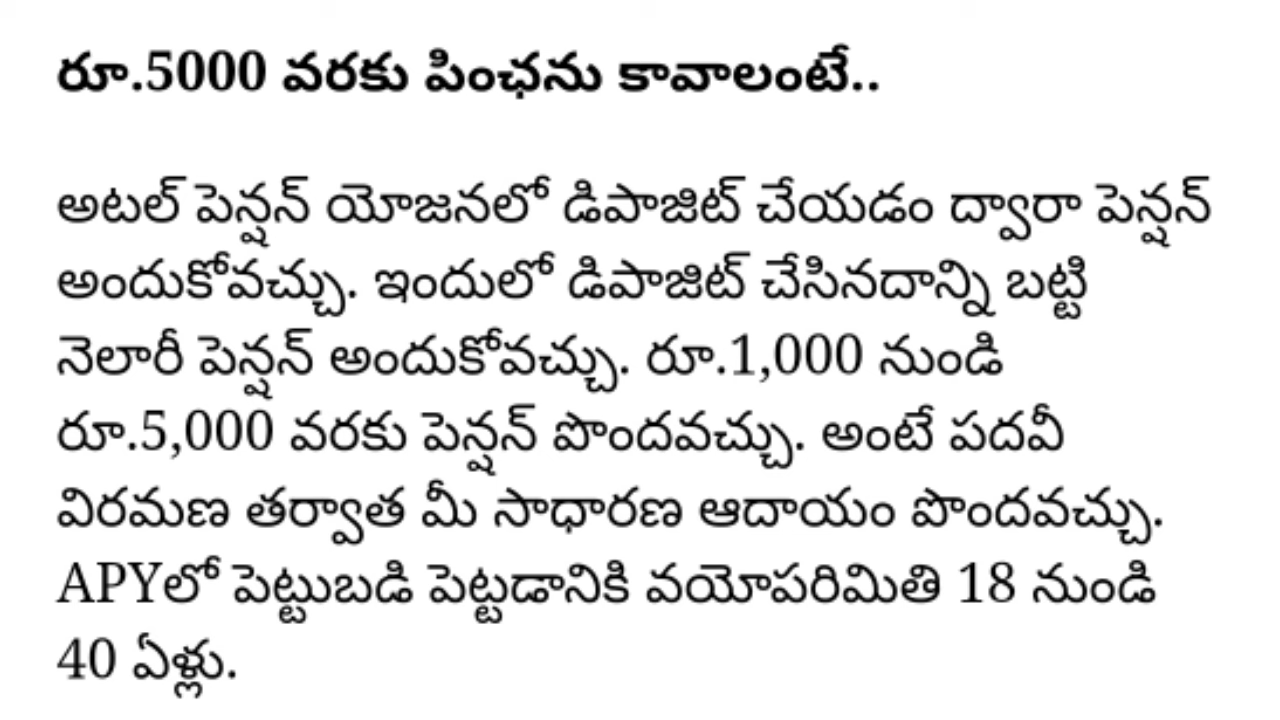 రూ.5000 వరకు పింఛను కావాలంటే..
అటల్ పెన్షన్ యోజనలో డిపాజిట్ చేయడం ద్వారా పెన్షన్
అందుకోవచ్చు. ఇందులో డిపాజిట్ చేసినదాన్ని బట్టి
నెలారీ పెన్షన్ అందుకోవచ్చు. రూ.1,000 నుండి
రూ.5,000 వరకు పెన్షన్ పొందవచ్చు. అంటే పదవీ
విరమణ తర్వాత మీ సాధారణ ఆదాయం పొందవచ్చు.
APYలో పెట్టుబడి పెట్టడానికి వయోపరిమితి 18 నుండి
40 ఏళ్లు.